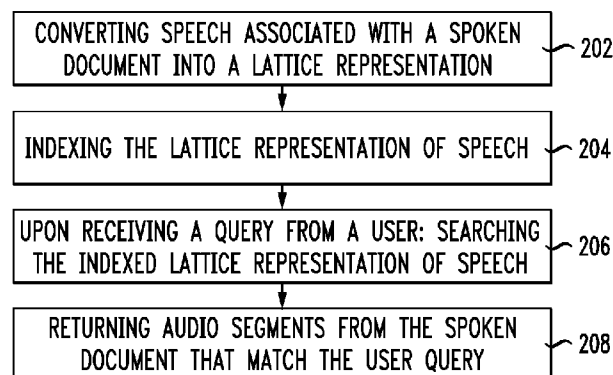 CONVERTING SPEECH ASSOCIATED WITH A SPOKEN
DOCUMENT INTO A LATTICE REPRESENTATION
202
INDEXING THE LATTICE REPRESENTATION OF SPEECH
204
UPON RECEIVING A QUERY FROM A USER: SEARCHING
THE INDEXED LATTICE REPRESENTATION OF SPEECH
206
RETURNING AUDIO SEGMENTS FROM THE SPOKEN
DOCUMENT THAT MATCH THE USER QUERY
208